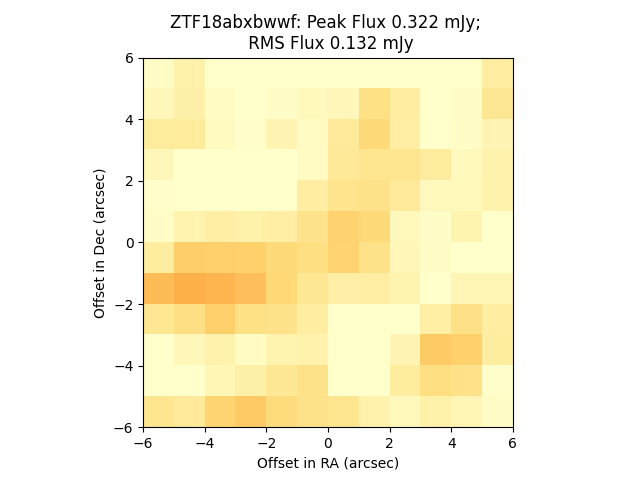 ZTF18abxbwwf: Peak Flux 0.322 mJy;
RMS Flux 0.132 mJy
6
4
2
0
−2
−4
−6
Offset in Dec (arcsec)
−6 −4 −2 0 2 4 6
Offset in RA (arcsec)